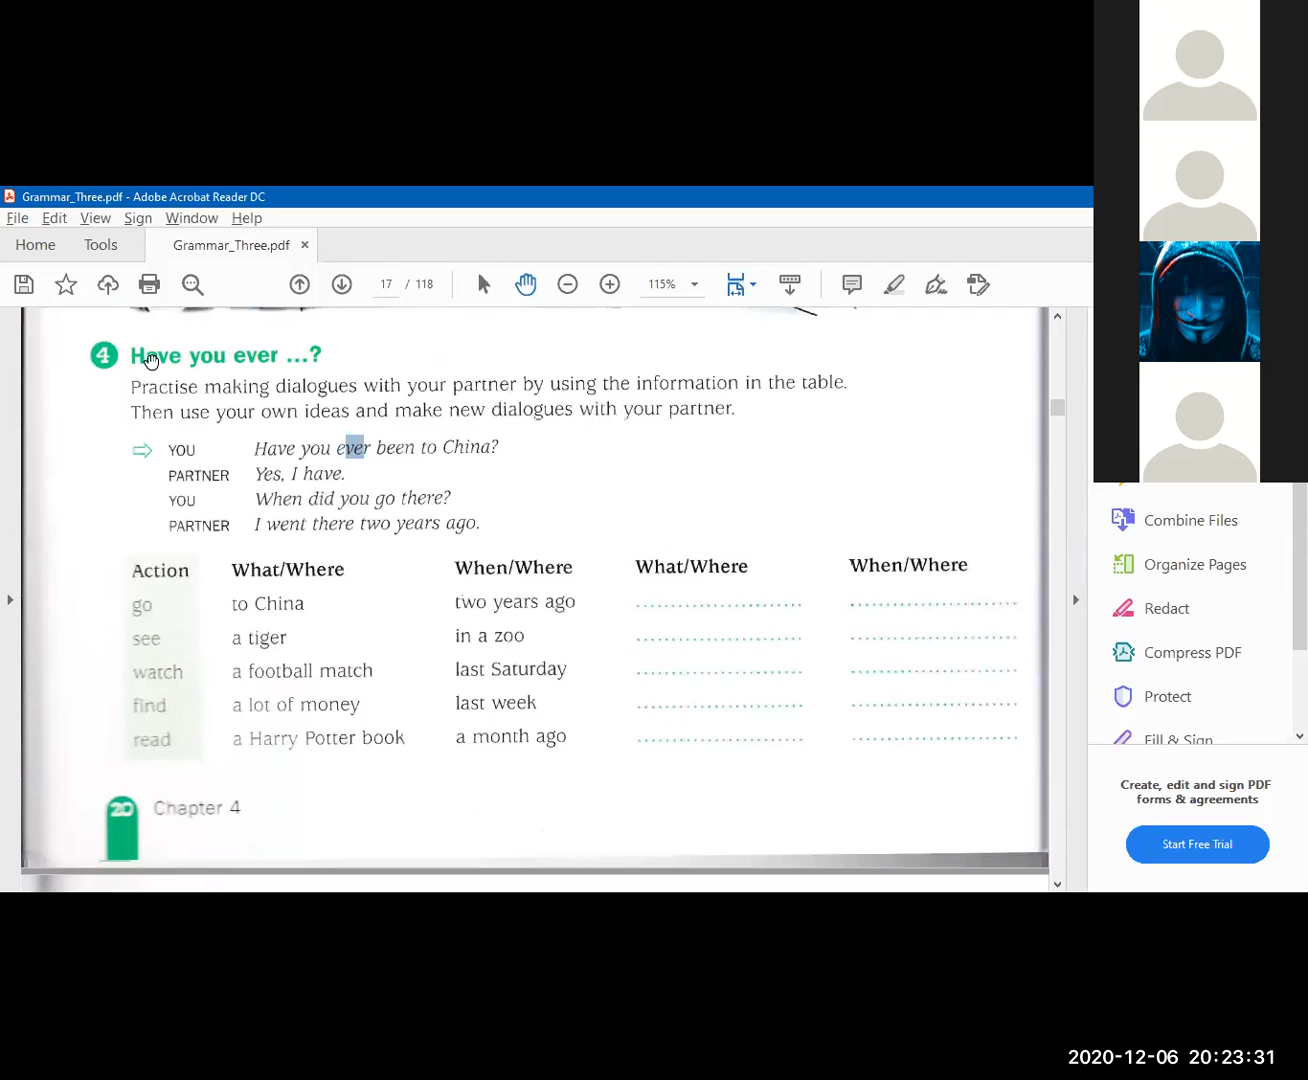 Grammar_Three.pdf - Adobe Acrobat Reader DC
File Edit View Sign Window Help
Home Tools Grammar_Three.pdf ×
17 / 118 115%
4 Have you ever ...?
Practise making dialogues with your partner by using the information in the table.
Then use your own ideas and make new dialogues with your partner.
YOU Have you ever been to China?
PARTNER Yes, I have.
YOU When did you go there?
PARTNER I went there two years ago.
Action What/Where When/Where What/Where When/Where
go to China two years ago
see a tiger in a zoo
watch a football match last Saturday
find a lot of money last week
read a Harry Potter book a month ago
20 Chapter 4
Combine Files
Organize Pages
Redact
Compress PDF
Protect
Fill & Sign
Create, edit and sign PDF
forms & agreements
Start Free Trial
2020-12-06 20:23:31